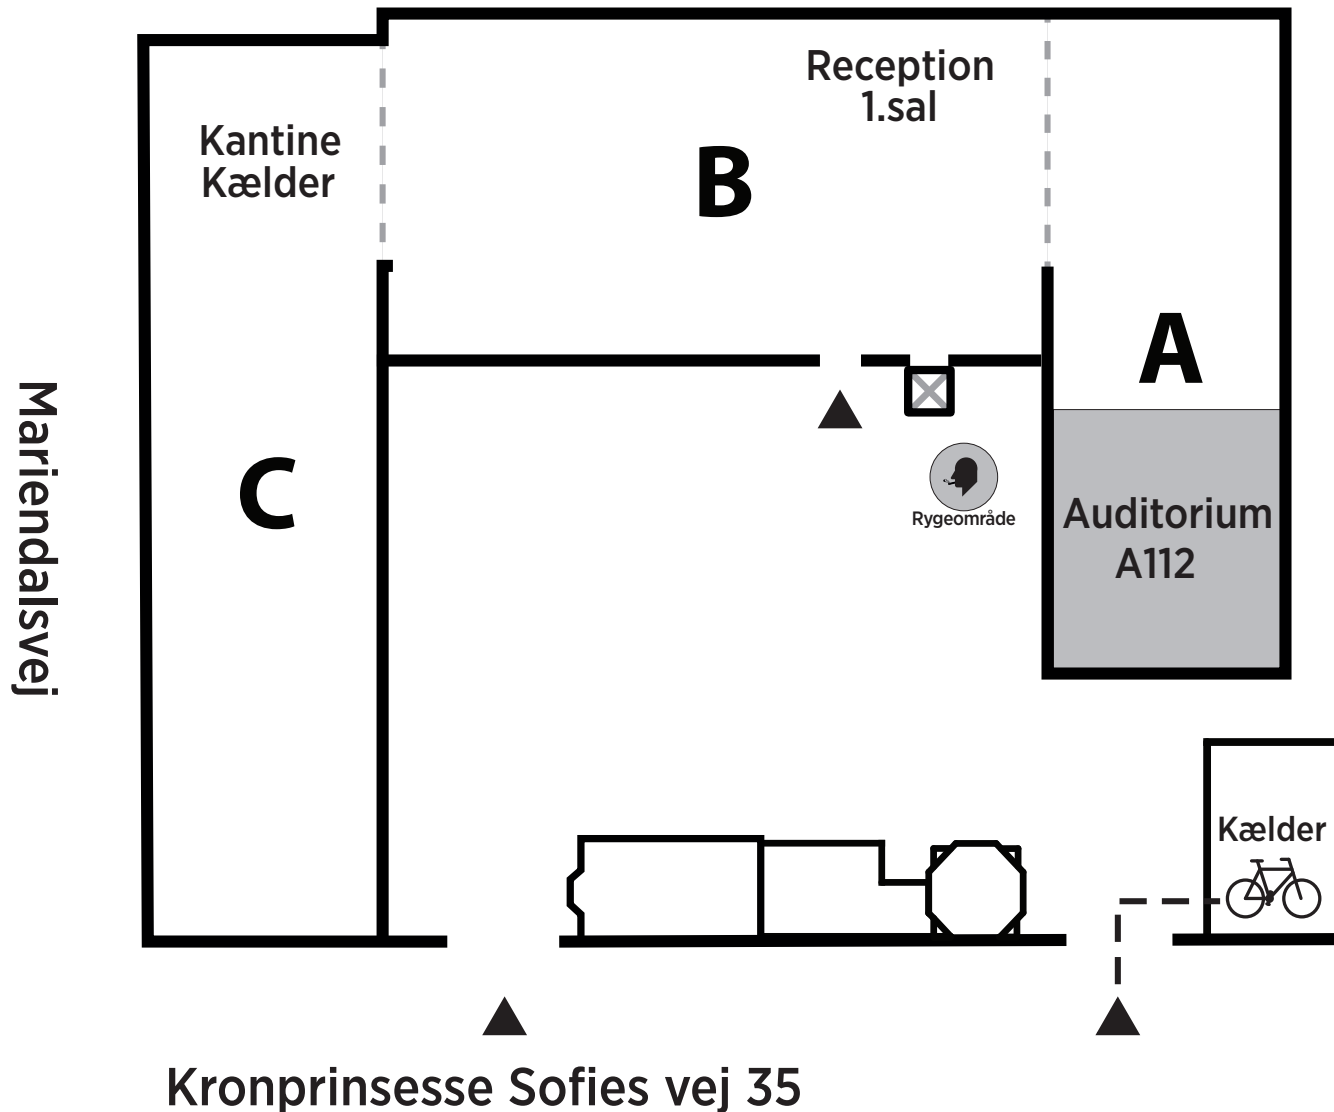 Reception
1.sal
Kantine
Kælder
B
A
C
Mariendalsvej
Rygeområde
Auditorium
A112
Kælder
Kronprinsesse Sofies vej 35